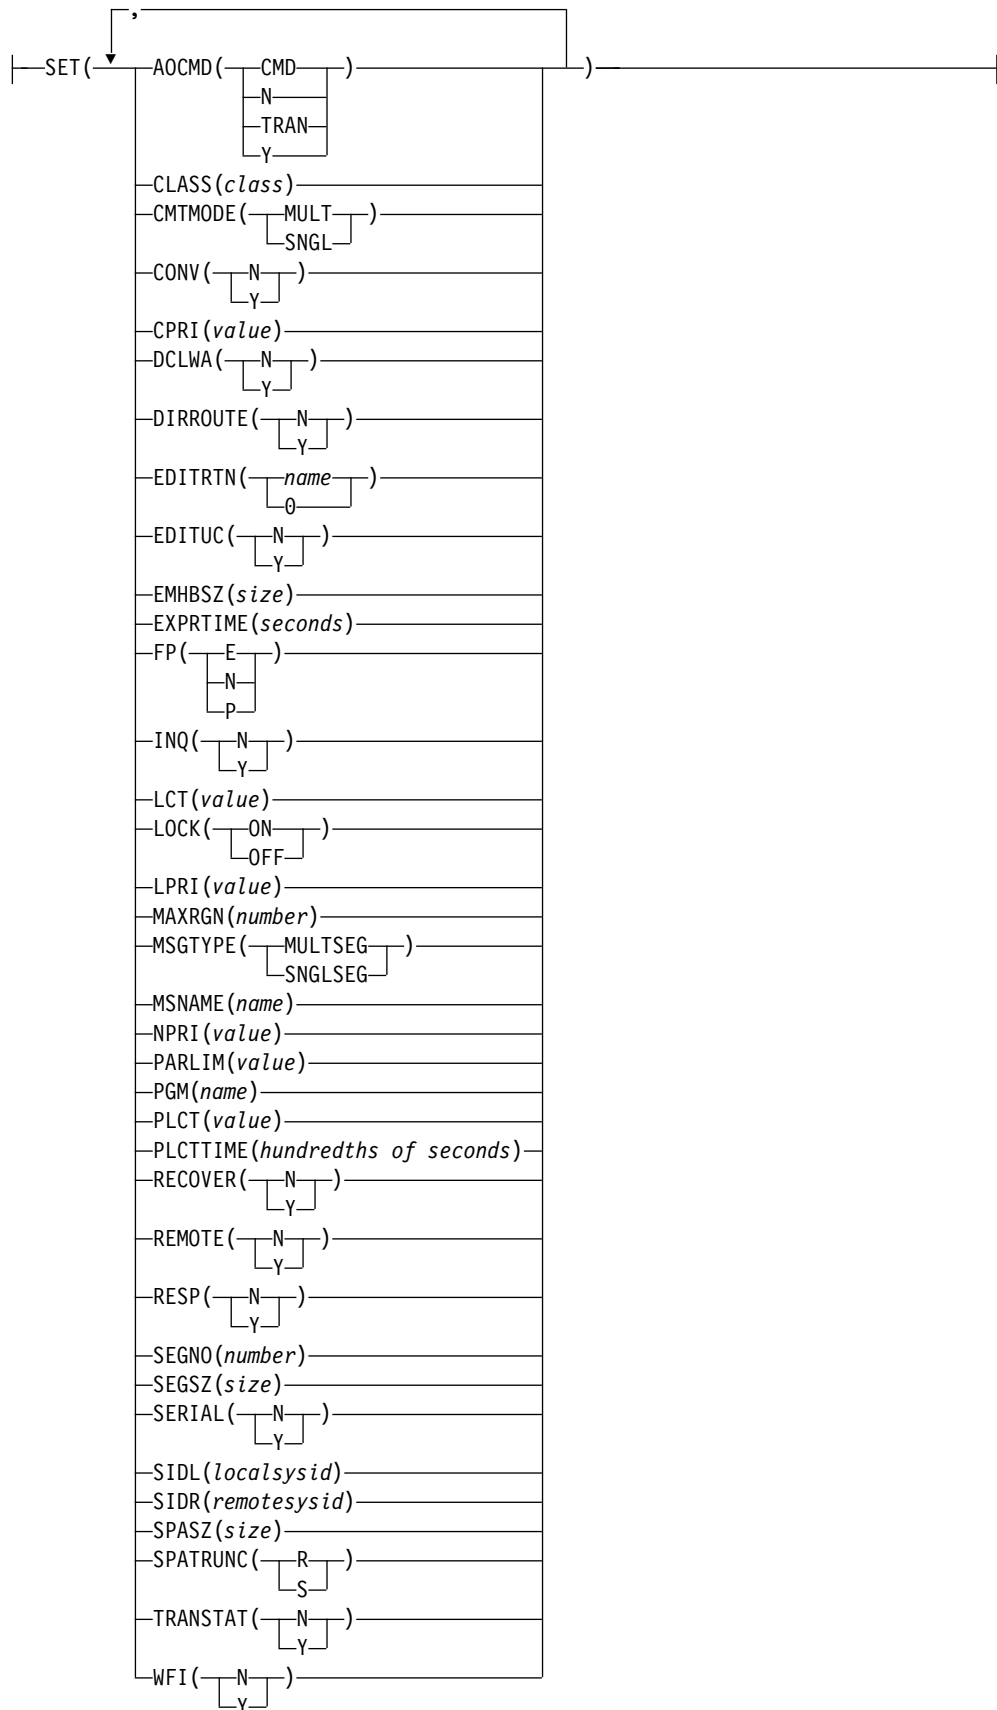 ,
SET( AOCMD( CMD ) )
N
TRAN
Y
CLASS(class)
CMTMODE( MULT )
SNGL
CONV( N )
Y
CPRI(value)
DCLWA( N )
Y
DIRROUTE( N )
Y
EDITRTN( name )
0
EDITUC( N )
Y
EMHBSZ(size)
EXPRTIME(seconds)
FP( E )
N
P
INQ( N )
Y
LCT(value)
LOCK( ON )
OFF
LPRI(value)
MAXRGN(number)
MSGTYPE( MULTSEG )
SNGLSEG
MSNAME(name)
NPRI(value)
PARLIM(value)
PGM(name)
PLCT(value)
PLCTTIME(hundredths of seconds)
RECOVER( N )
Y
REMOTE( N )
Y
RESP( N )
Y
SEGNO(number)
SEGSZ(size)
SERIAL( N )
Y
SIDL(localsysid)
SIDR(remotesysid)
SPASZ(size)
SPATRUNC( R )
S
TRANSTAT( N )
Y
WFI( N )
Y